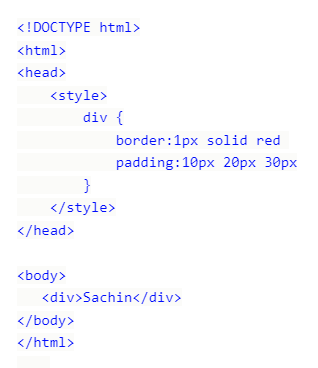 <!DOCTYPE html>
<html>
<head>
    <style>
        div {
            border:1px solid red
            padding:10px 20px 30px
        }
    </style>
</head>

<body>
   <div>Sachin</div>
</body>
</html>